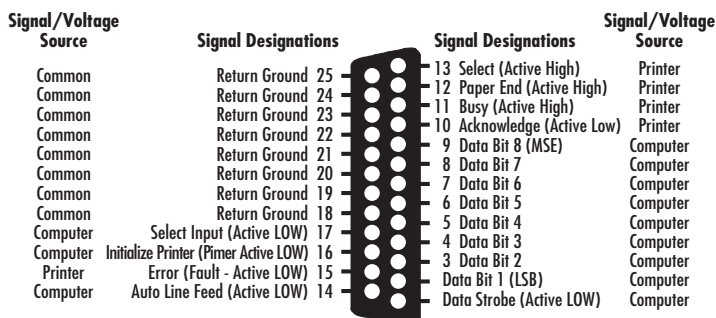 Signal/Voltage Source Signal Designations
Common Return Ground 25
Common Return Ground 24
Common Return Ground 23
Common Return Ground 22
Common Return Ground 21
Common Return Ground 20
Common Return Ground 19
Common Return Ground 18
Computer Select Input (Active LOW) 17
Computer Initialize Printer (Pimer Active LOW) 16
Printer Error (Fault - Active LOW) 15
Computer Auto Line Feed (Active LOW) 14
Signal Designations Signal/Voltage Source
13 Select (Active High) Printer
12 Paper End (Active High) Printer
11 Busy (Active High) Printer
10 Acknowledge (Active Low) Printer
9 Data Bit 8 (MSE) Computer
8 Data Bit 7 Computer
7 Data Bit 6 Computer
6 Data Bit 5 Computer
5 Data Bit 4 Computer
4 Data Bit 3 Computer
3 Data Bit 2 Computer
Data Bit 1 (LSB) Computer
Data Strobe (Active LOW) Computer